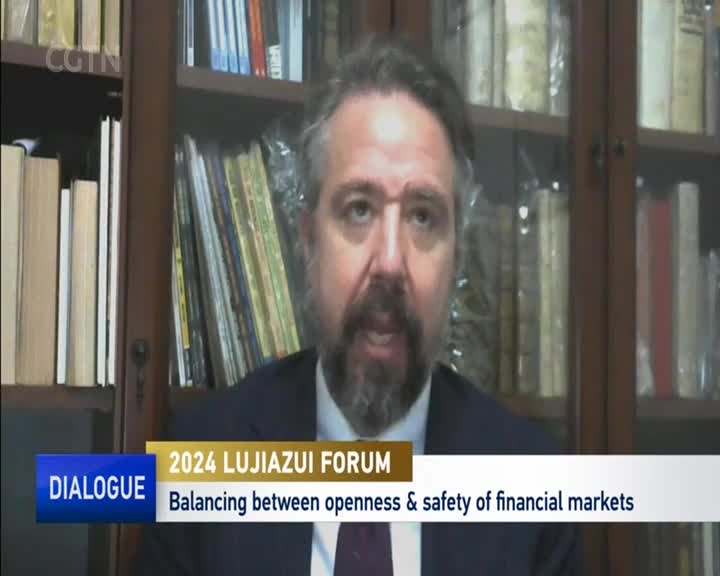 CGTN
2024 LUJIAZUI FORUM
DIALOGUE
Balancing between openness & safety of financial markets